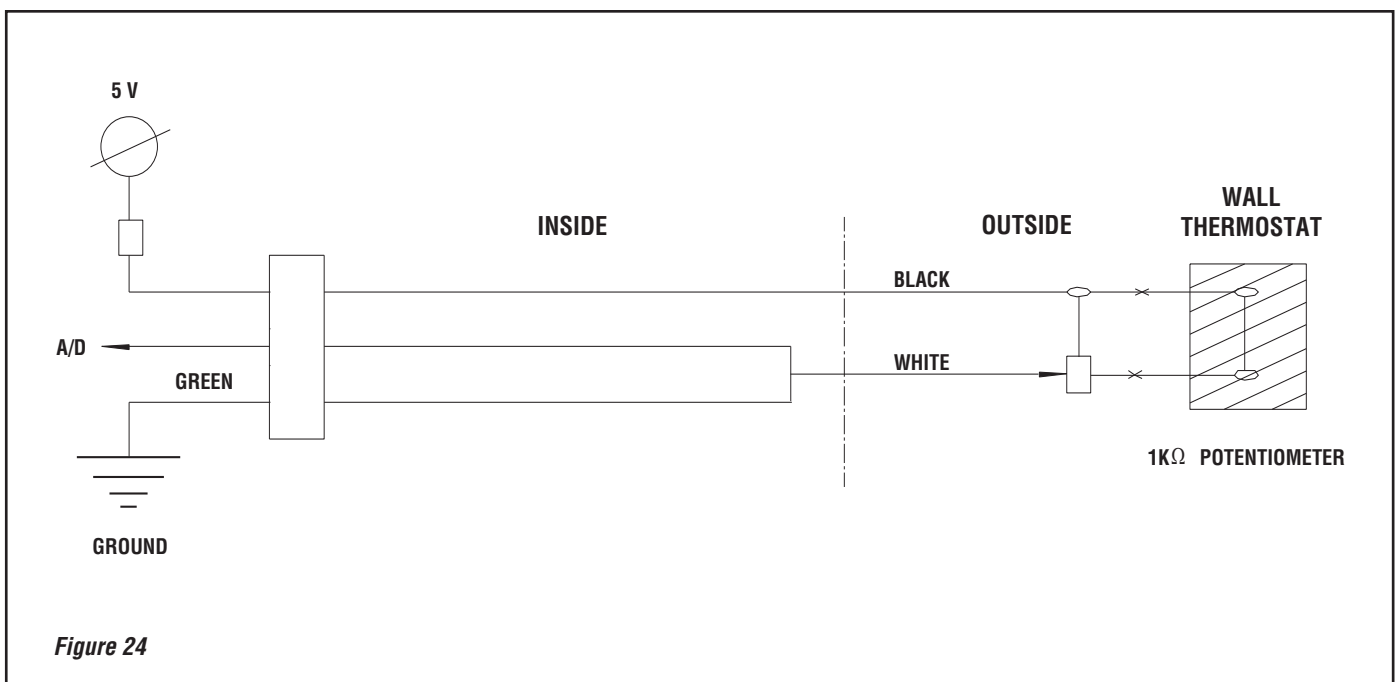 5 V
WALL
THERMOSTAT
INSIDE
OUTSIDE
BLACK
A/D
WHITE
GREEN
1KΩ POTENTIOMETER
GROUND
Figure 24